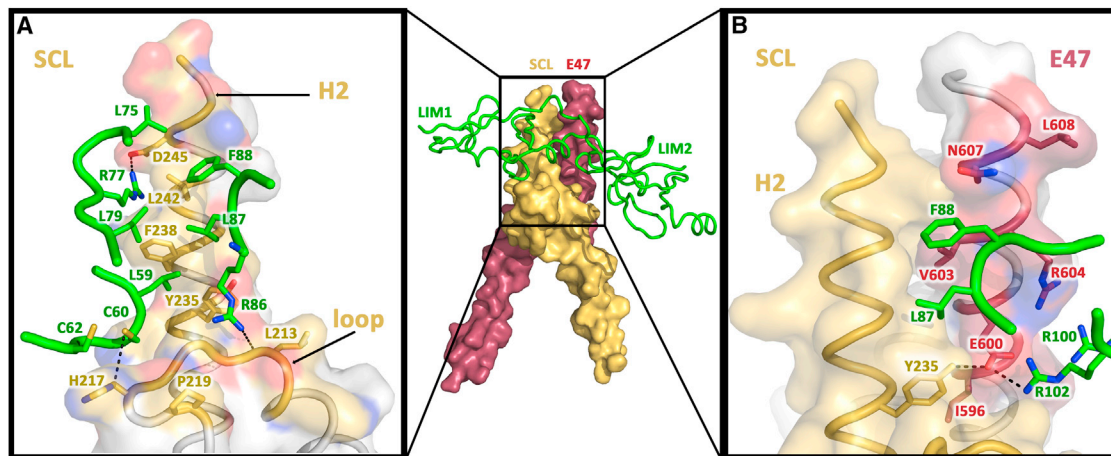 A
SCL
H2
L75
D245
F88
R77
L242
L79
L87
F238
L59
Y235
C60
R86
C62
L213
loop
H217
P219
SCL E47
LIM1
LIM2
B
SCL
E47
L608
N607
H2
F88
V603
R604
L87
E600
R100
Y235
R102
I596